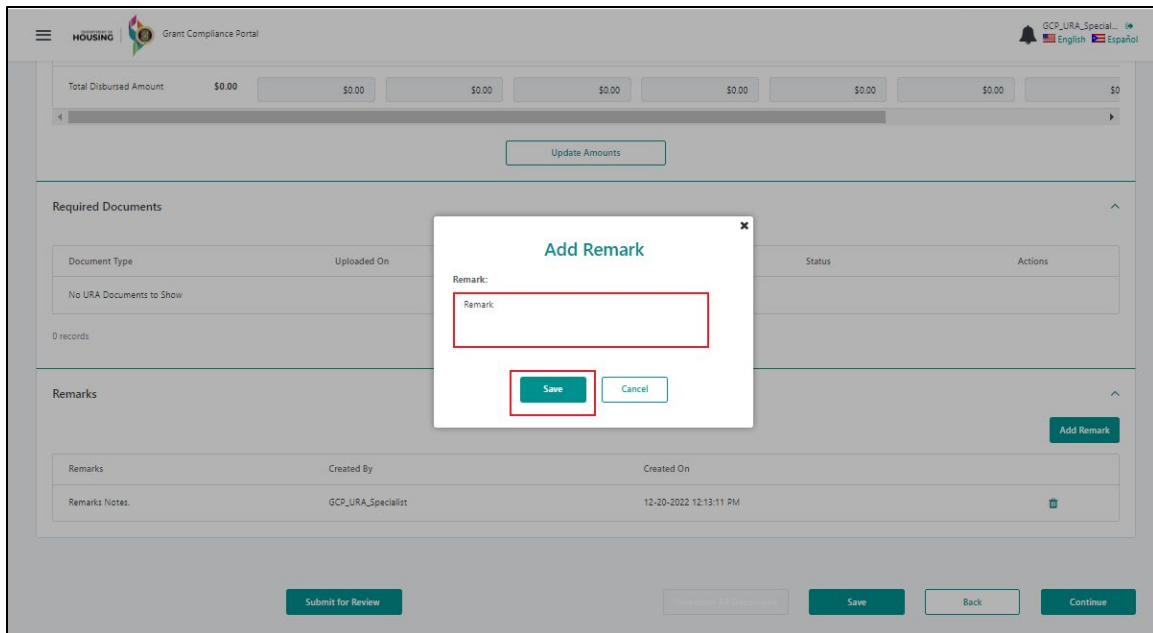 DEPARTMENT OF
HOUSING
Grant Compliance Portal
GCP_URA_Special...
English Español
Total Disbursed Amount $0.00 $0.00 $0.00 $0.00 $0.00 $0.00 $0.00 $0
Update Amounts
Required Documents
Document Type Uploaded On Status Actions
No URA Documents to Show
0 records
Add Remark
Remark:
Remark
Save Cancel
Remarks
Add Remark
Remarks Created By Created On
Remarks Notes. GCP_URA_Specialist 12-20-2022 12:13:11 PM
Submit for Review Save Back Continue